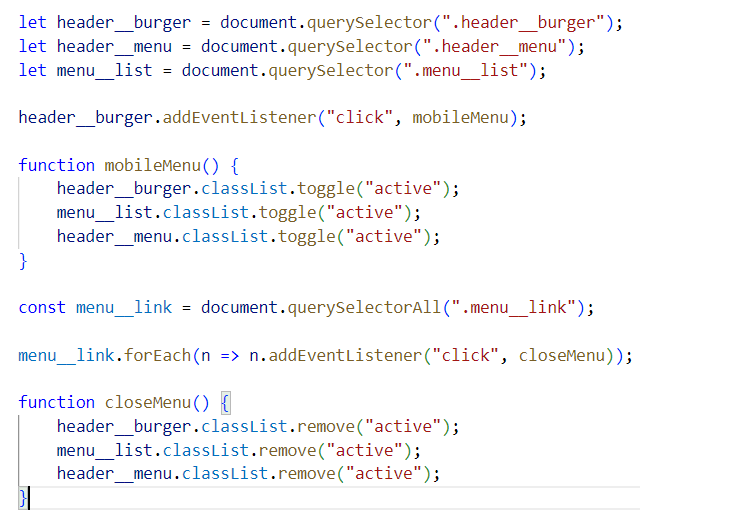 let header__burger = document.querySelector(".header__burger");
let header__menu = document.querySelector(".header__menu");
let menu__list = document.querySelector(".menu__list");
header__burger.addEventListener("click", mobileMenu);
function mobileMenu() {
    header__burger.classList.toggle("active");
    menu__list.classList.toggle("active");
    header__menu.classList.toggle("active");
}
const menu__link = document.querySelectorAll(".menu__link");
menu__link.forEach(n => n.addEventListener("click", closeMenu));
function closeMenu() {
    header__burger.classList.remove("active");
    menu__list.classList.remove("active");
    header__menu.classList.remove("active");
}